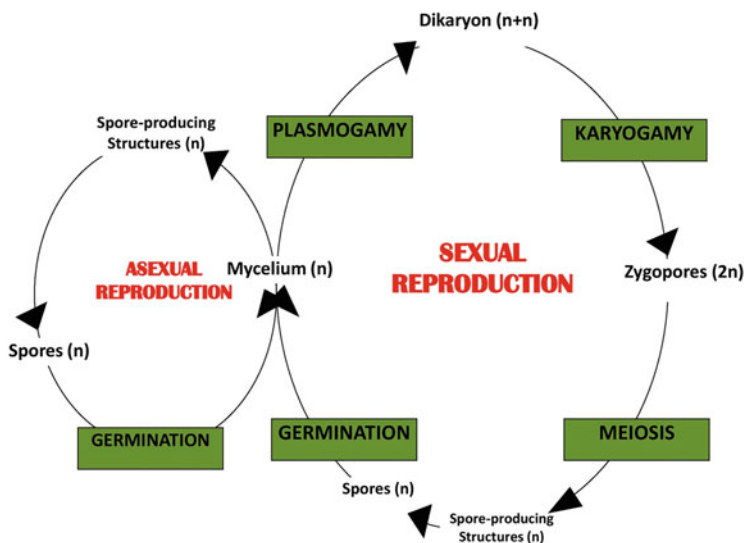 Dikaryon (n+n)
PLASMOGAMY
KARYOGAMY
Spore-producing
Structures (n)
ASEXUAL
REPRODUCTION
Mycelium (n)
SEXUAL
REPRODUCTION
Zygopores (2n)
Spores (n)
GERMINATION
GERMINATION
MEIOSIS
Spores (n)
Spore-producing
Structures (n)